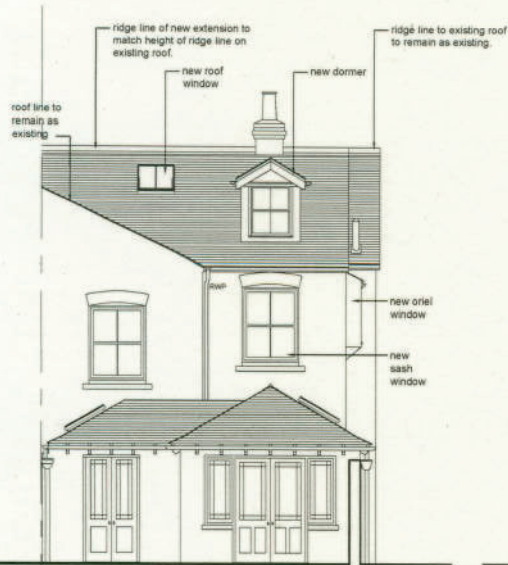 ridge line of new extension to
match height of ridge line on
existing roof.
ridge line to existing roof
to remain as existing.
new roof
window
new dormer
roof line to
remain as
existing
RWP
new oriel
window
new
sash
window